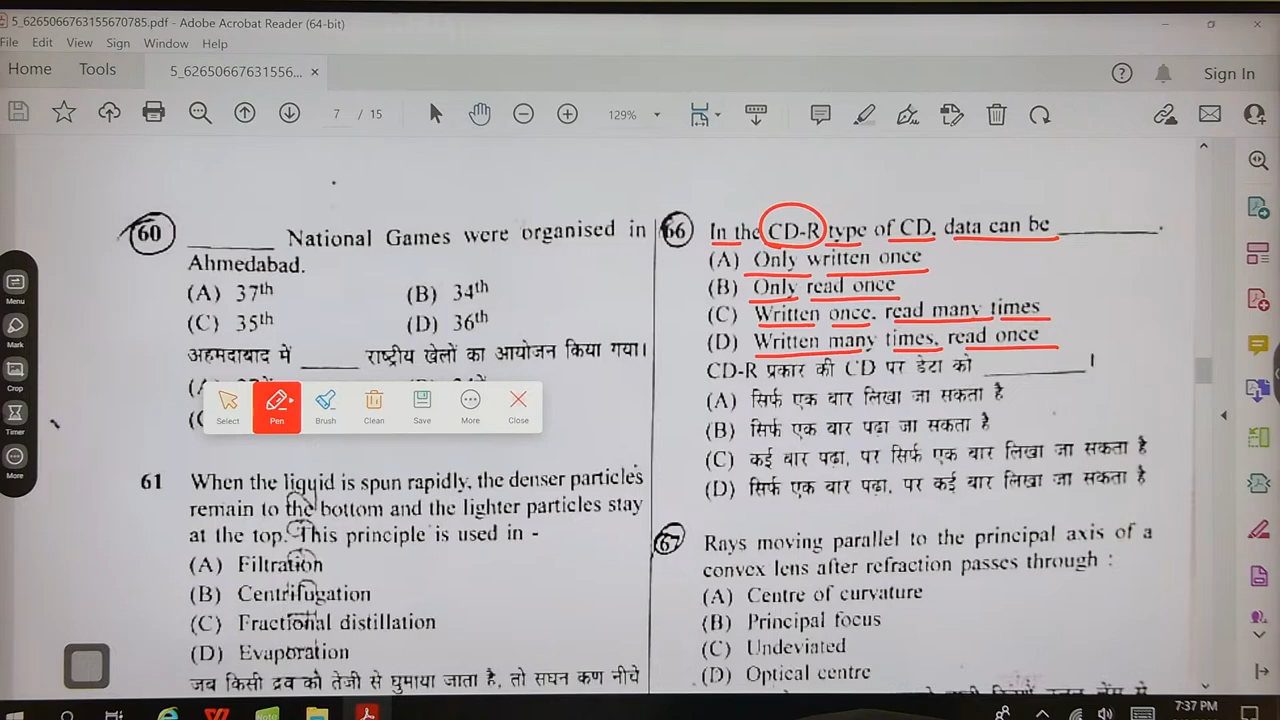 5_6265066763155670785.pdf - Adobe Acrobat Reader (64-bit)
File Edit View Sign Window Help
Home Tools 5_62650667631556... × Sign In
7 / 15 129%
60 ______ National Games were organised in
Ahmedabad.
(A) 37th (B) 34th
(C) 35th (D) 36th
अहमदाबाद में ______ राष्ट्रीय खेलों का आयोजन किया गया।
Select Pen Brush Clean Save More Close
61 When the liquid is spun rapidly, the denser particles
remain to the bottom and the lighter particles stay
at the top. This principle is used in -
(A) Filtration
(B) Centrifugation
(C) Fractional distillation
(D) Evaporation
जब किसी द्रव को तेजी से घुमाया जाता है, तो सघन कण नीचे
66 In the CD-R type of CD, data can be ________.
(A) Only written once
(B) Only read once
(C) Written once, read many times
(D) Written many times, read once
CD-R प्रकार की CD पर डेटा को ________ ।
(A) सिर्फ एक बार लिखा जा सकता है
(B) सिर्फ एक बार पढ़ा जा सकता है
(C) कई बार पढ़ा, पर सिर्फ एक बार लिखा जा सकता है
(D) सिर्फ एक बार पढ़ा, पर कई बार लिखा जा सकता है
67 Rays moving parallel to the principal axis of a
convex lens after refraction passes through :
(A) Centre of curvature
(B) Principal focus
(C) Undeviated
(D) Optical centre
Menu
Mark
Crop
Timer
More
7:37 PM